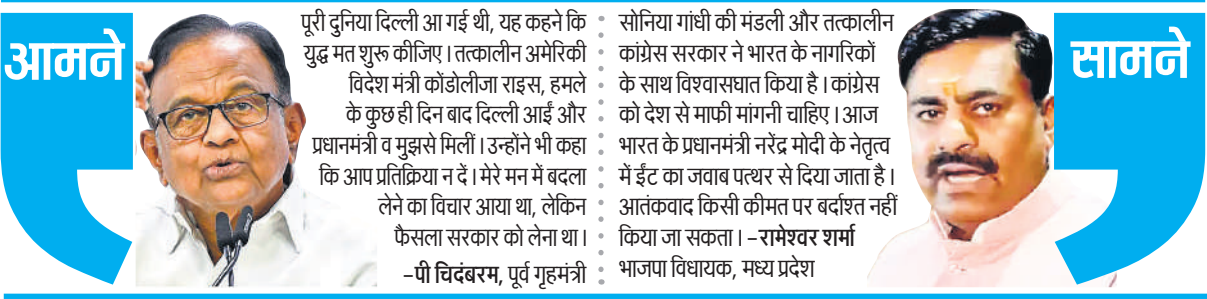 आमने
पूरी दुनिया दिल्ली आ गई थी, यह कहने कि
युद्ध मत शुरू कीजिए। तत्कालीन अमेरिकी
विदेश मंत्री कोंडोलीजा राइस, हमले
के कुछ ही दिन बाद दिल्ली आईं और
प्रधानमंत्री व मुझसे मिलीं। उन्होंने भी कहा
कि आप प्रतिक्रिया न दें। मेरे मन में बदला
लेने का विचार आया था, लेकिन
फैसला सरकार को लेना था।
–पी चिदंबरम, पूर्व गृहमंत्री
सोनिया गांधी की मंडली और तत्कालीन
कांग्रेस सरकार ने भारत के नागरिकों
के साथ विश्वासघात किया है। कांग्रेस
को देश से माफी मांगनी चाहिए। आज
भारत के प्रधानमंत्री नरेंद्र मोदी के नेतृत्व
में ईंट का जवाब पत्थर से दिया जाता है।
आतंकवाद किसी कीमत पर बर्दाश्त नहीं
किया जा सकता। –रामेश्वर शर्मा
भाजपा विधायक, मध्य प्रदेश
सामने